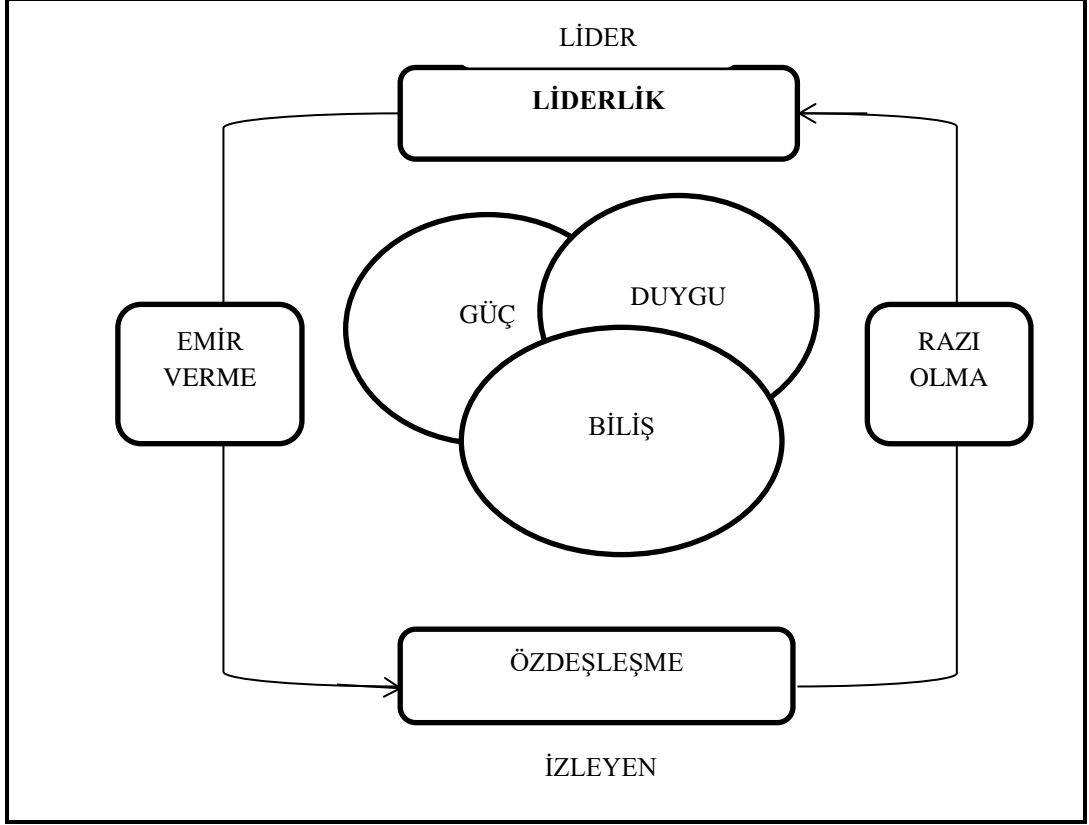 LİDER
LİDERLİK
GÜÇ
DUYGU
BİLİŞ
EMİR
VERME
RAZI
OLMA
ÖZDEŞLEŞME
İZLEYEN